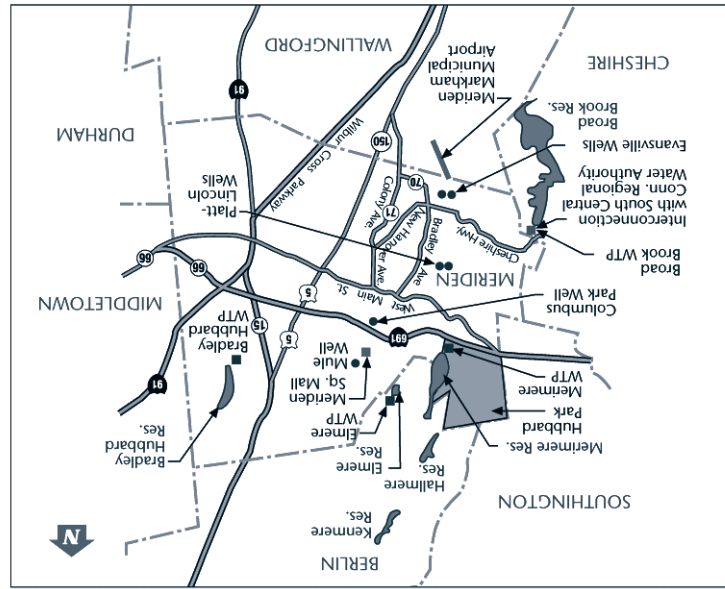 N
BERLIN
SOUTHINGTON
Kenmere
Res.
Hallmere
Res.
Merimere Res.
Hubbard
Park
Merimere
WTP
Elmere
Res.
Elmere
WTP
Meriden
Sq. Mall
Mule
Well
Bradley
Hubbard
Res.
Bradley
Hubbard
WTP
691
91
5
15
5
66
66
MIDDLETOWN
Columbus
Park Well
West
Main
St.
MERIDEN
Broad
Brook WTP
Interconnection
with South Central
Conn. Regional
Water Authority
Cheshire Hwy.
Bradley Ave
New Hanover Ave.
Colony Ave.
71
70
150
Platt-
Lincoln
Wells
Evansville Wells
Broad
Brook Res.
Meriden
Markham
Municipal
Airport
Wilbur
Cross
Parkway
DURHAM
91
CHESHIRE
WALLINGFORD